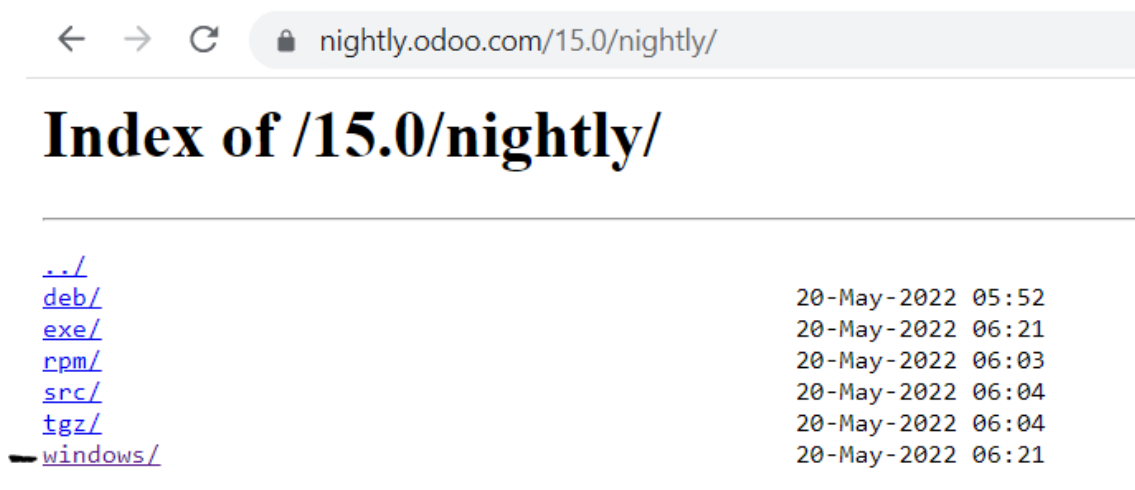 nightly.odoo.com/15.0/nightly/
Index of /15.0/nightly/
../
deb/ 20-May-2022 05:52
exe/ 20-May-2022 06:21
rpm/ 20-May-2022 06:03
src/ 20-May-2022 06:04
tgz/ 20-May-2022 06:04
windows/ 20-May-2022 06:21